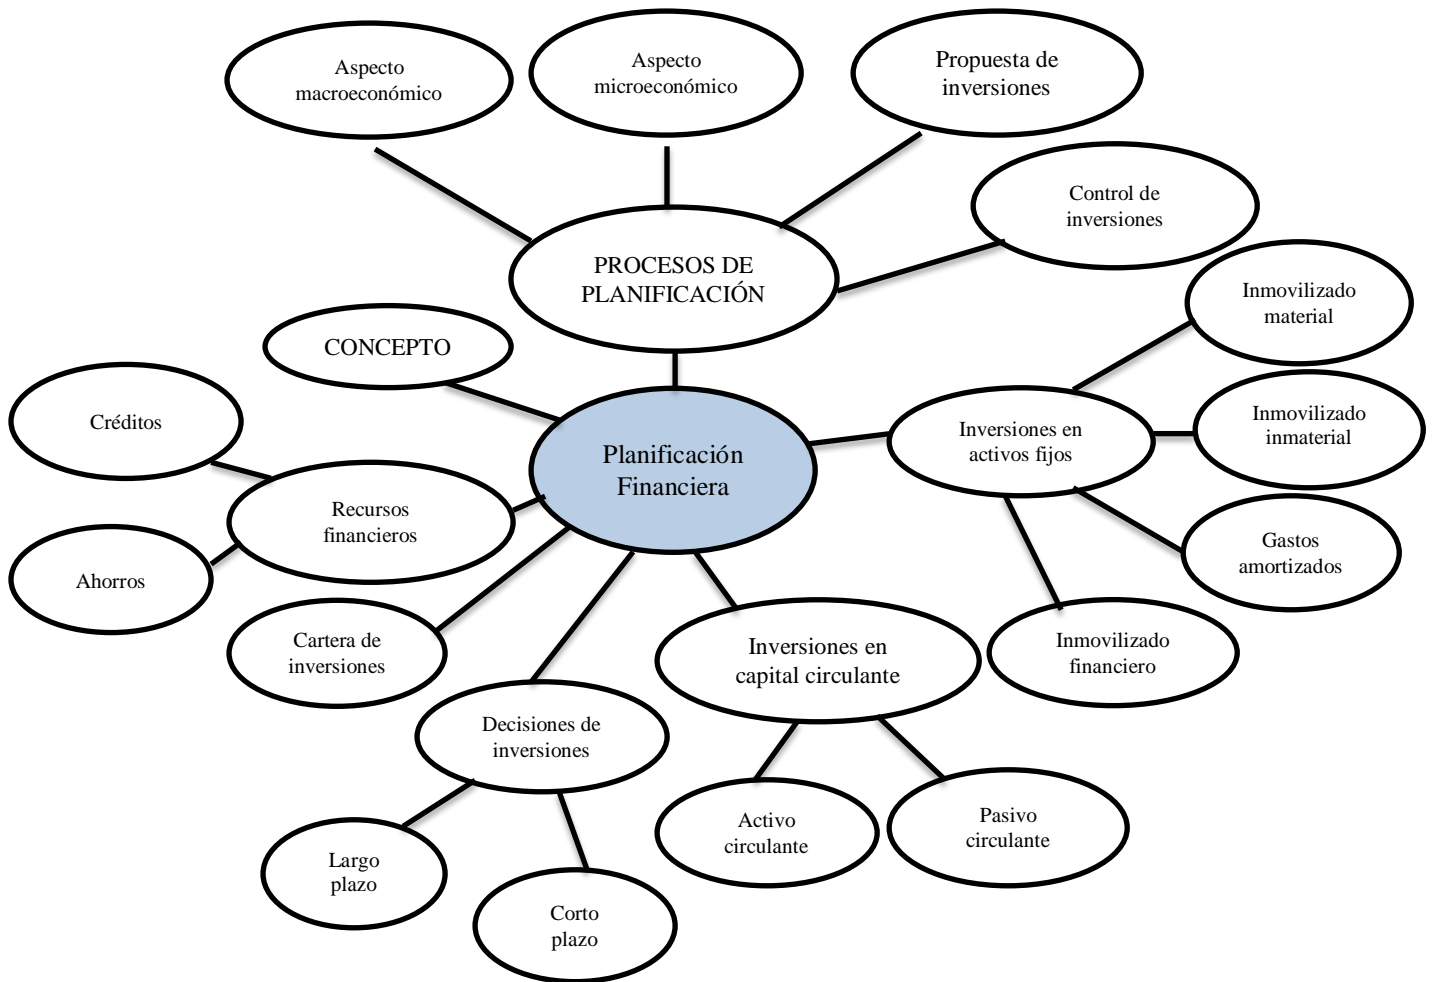 Aspecto
macroeconómico
Aspecto
microeconómico
Propuesta de
inversiones
Control de
inversiones
PROCESOS DE
PLANIFICACIÓN
Inmovilizado
material
CONCEPTO
Créditos
Planificación
Financiera
Inversiones en
activos fijos
Inmovilizado
inmaterial
Recursos
financieros
Gastos
amortizados
Ahorros
Cartera de
inversiones
Inversiones en
capital circulante
Inmovilizado
financiero
Decisiones de
inversiones
Activo
circulante
Pasivo
circulante
Largo
plazo
Corto
plazo